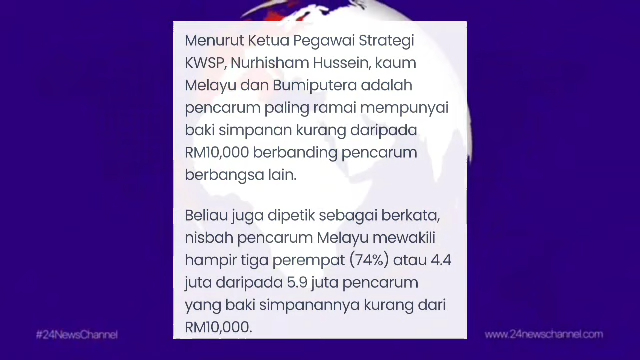 Menurut Ketua Pegawai Strategi
KWSP, Nurhisham Hussein, kaum
Melayu dan Bumiputera adalah
pencarum paling ramai mempunyai
baki simpanan kurang daripada
RM10,000 berbanding pencarum
berbangsa lain.
Beliau juga dipetik sebagai berkata,
nisbah pencarum Melayu mewakili
hampir tiga perempat (74%) atau 4.4
juta daripada 5.9 juta pencarum
yang baki simpanannya kurang dari
RM10,000.
#24NewsChannel
www.24newschannel.com